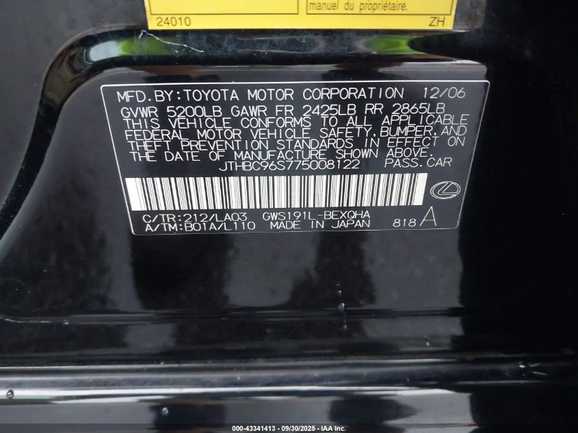 manuel du propriétaire.
24010 ZH
MFD.BY:TOYOTA MOTOR CORPORATION 12/06
GVWR 5200LB GAWR FR 2425LB RR 2865LB
THIS VEHICLE CONFORMS TO ALL APPLICABLE
FEDERAL MOTOR VEHICLE SAFETY,BUMPER,AND
THEFT PREVENTION STANDARDS IN EFFECT ON
THE DATE OF MANUFACTURE SHOWN ABOVE.
JTHBC96S775008122 PASS.CAR
C/TR:212/LA03 GWS191L-BEXQHA
A/TM:B01A/L110 MADE IN JAPAN 818 A
000-43341413 - 09/30/2025 - IAA Inc.